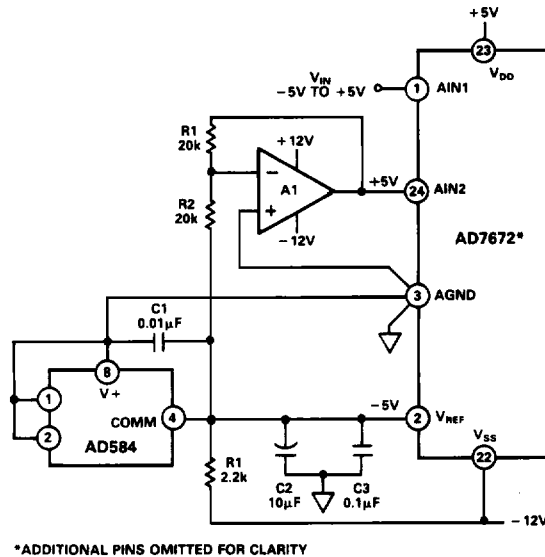 +5V
23
VDD
VIN
−5V TO +5V
1
AIN1
R1
20k
+12V
−
A1
+
+5V
24
AIN2
R2
20k
−12V
AD7672*
3
AGND
C1
0.01µF
8
V+
1
2
COMM
4
AD584
−5V
2
VREF
VSS
22
R1
2.2k
C2
10µF
C3
0.1µF
−12V
*ADDITIONAL PINS OMITTED FOR CLARITY